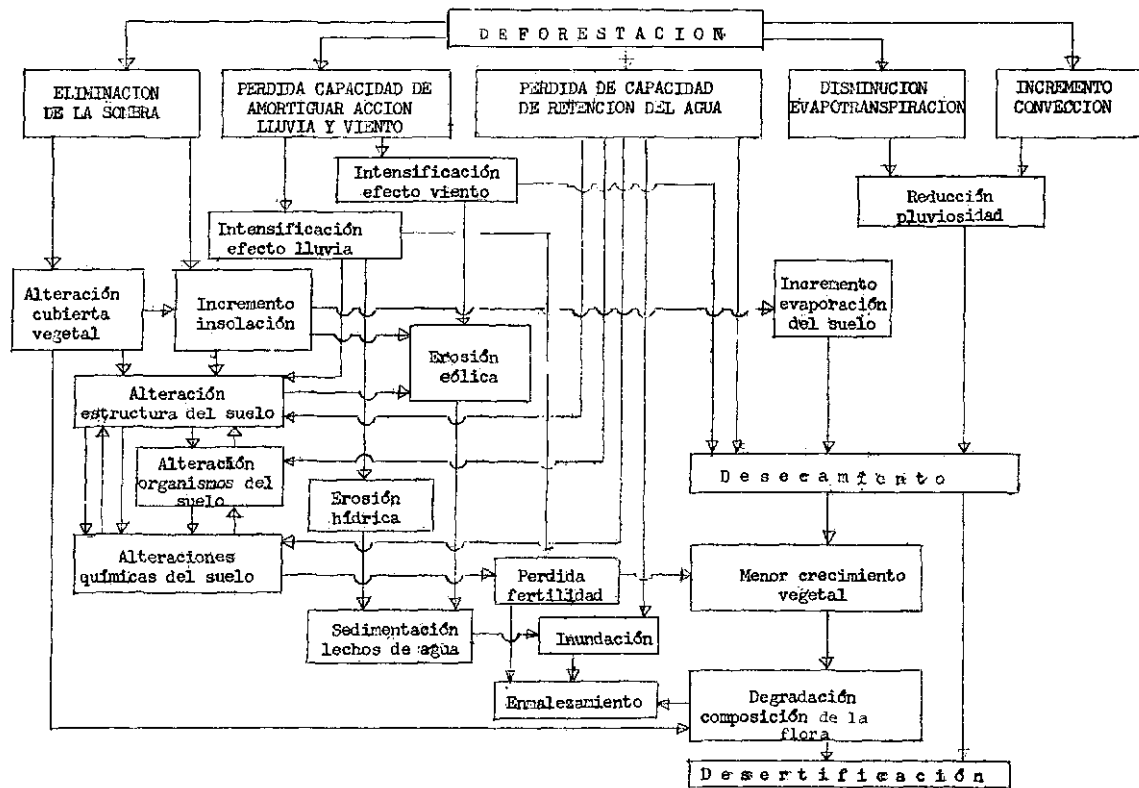 DEFORESTACION
ELIMINACION
DE LA SOMBRA
PERDIDA CAPACIDAD DE
AMORTIGUAR ACCION
LLUVIA Y VIENTO
PERDIDA DE CAPACIDAD
DE RETENCION DEL AGUA
DISMINUCION
EVAPOTRANSPIRACION
INCREMENTO
CONVECCION
Intensificación
efecto viento
Reducción
pluviosidad
Intensificación
efecto lluvia
Alteración
cubierta
vegetal
Incremento
insolación
Incremento
evaporación
del suelo
Erosión
eólica
Alteración
estructura del suelo
Alteración
organismos del
suelo
Desecamiento
Erosión
hídrica
Alteraciones
químicas del suelo
Perdida
fertilidad
Menor crecimiento
vegetal
Sedimentación
lechos de agua
Inundación
Enmalezamiento
Degradación
composición de la
flora
Desertificación